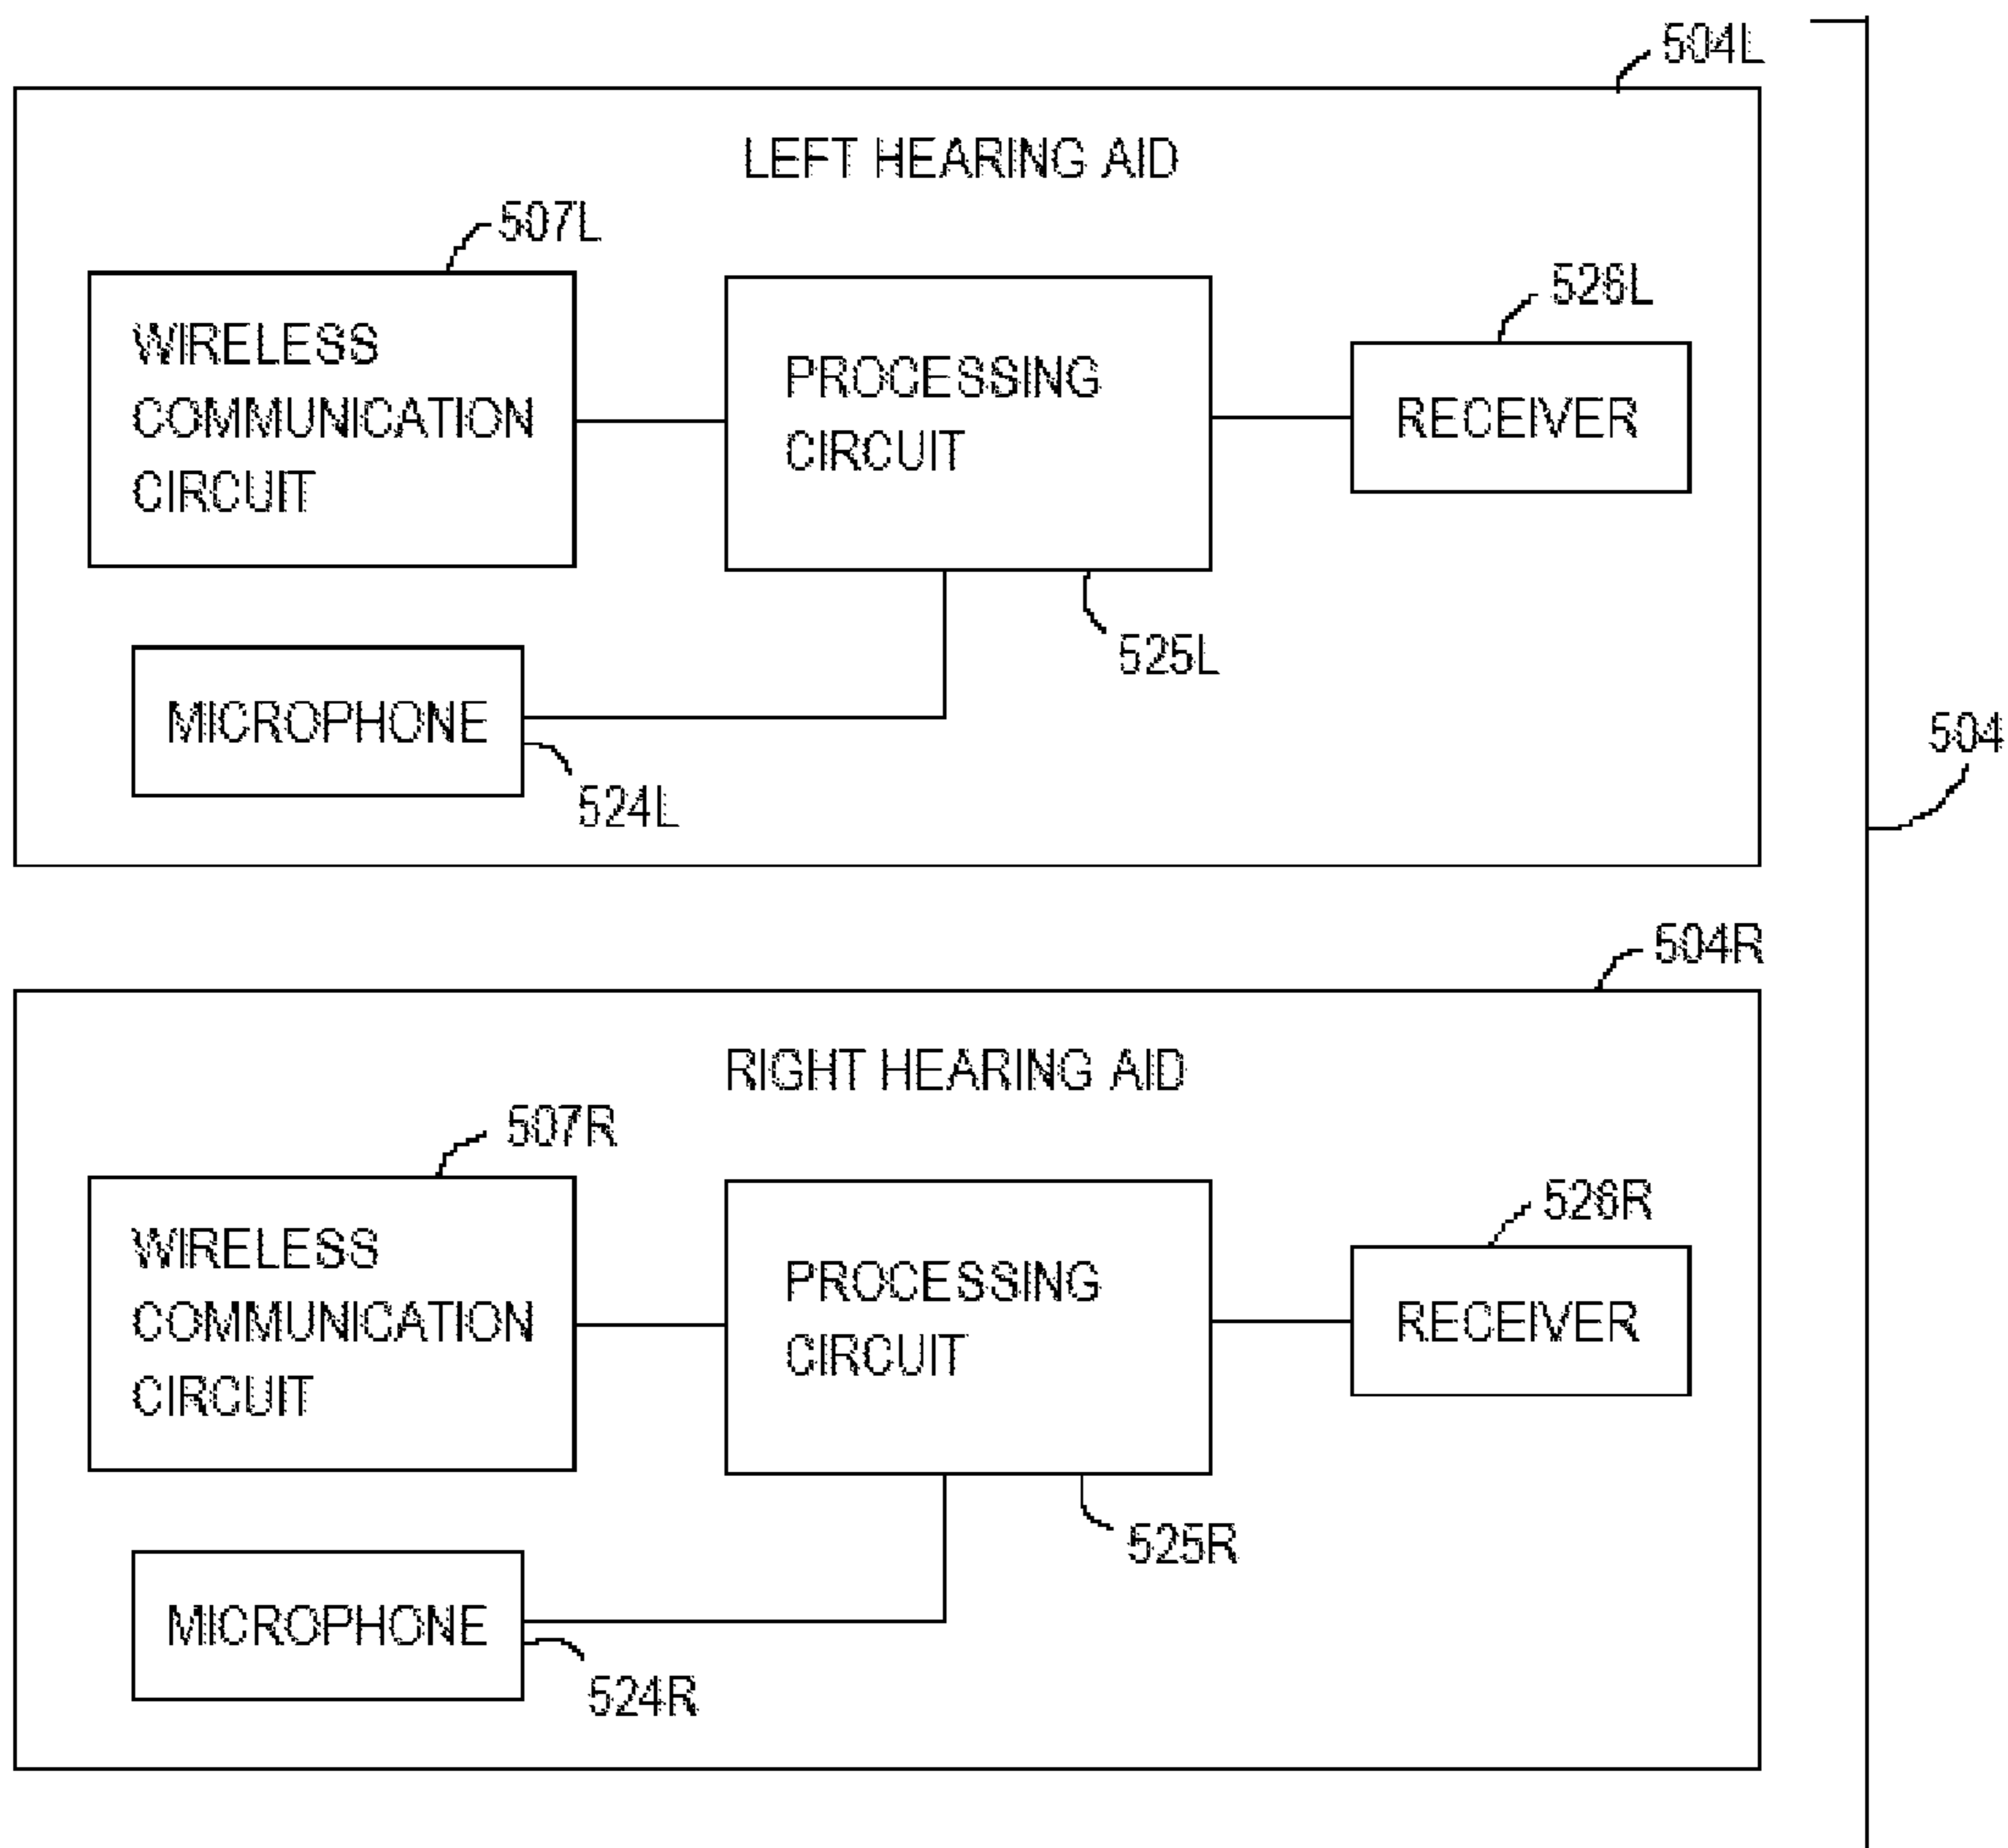 504L
LEFT HEARING AID
507L
526L
WIRELESS
COMMUNICATION
CIRCUIT
PROCESSING
CIRCUIT
RECEIVER
525L
MICROPHONE
524L
504
504R
RIGHT HEARING AID
507R
526R
WIRELESS
COMMUNICATION
CIRCUIT
PROCESSING
CIRCUIT
RECEIVER
525R
MICROPHONE
524R